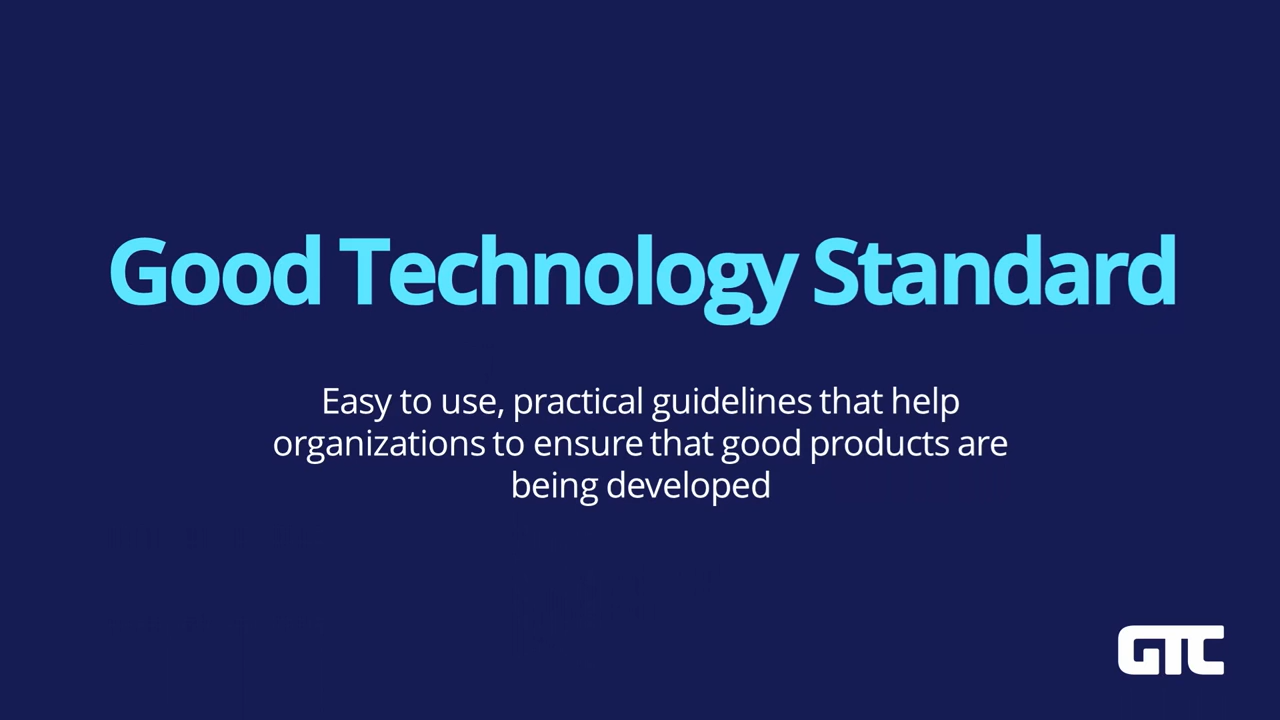 Good Technology Standard
Easy to use, practical guidelines that help
organizations to ensure that good products are
being developed
GTC